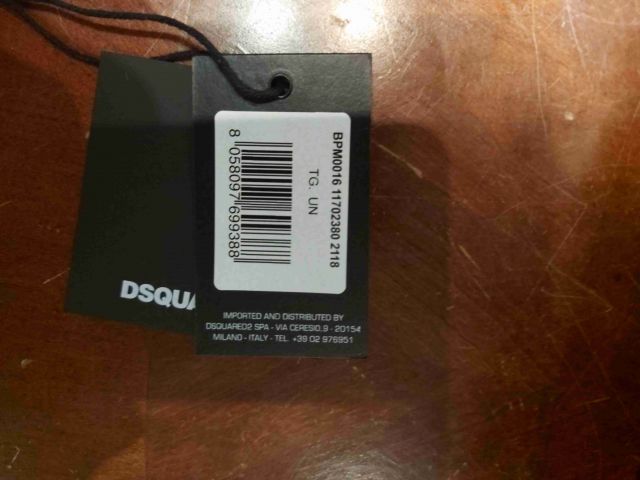 BPM0016 11702380 2118
TG. UN
8 058097 699388
DSQUA
IMPORTED AND DISTRIBUTED BY
DSQUARED2 SPA - VIA CERESIO.9 - 20154
MILANO - ITALY - TEL. +39 02 976951